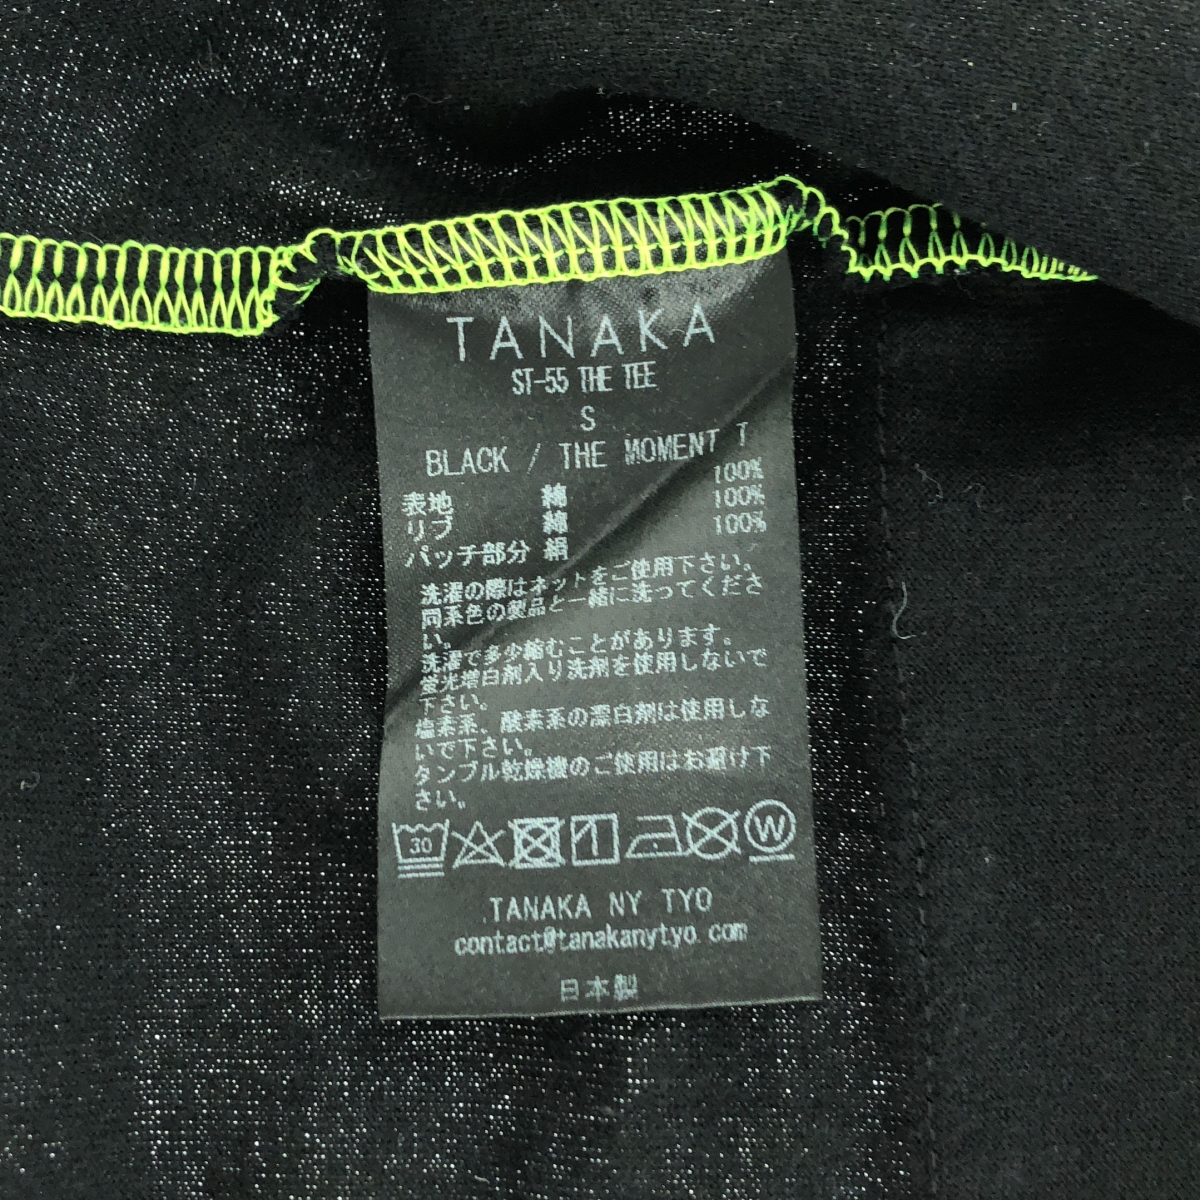 TANAKA
ST-55 THE TEE
S
BLACK / THE MOMENT T
表地 綿 100%
リブ 綿 100%
パッチ部分 絹 100%
洗濯の際はネットをご使用下さい。
同系色の製品と一緒に洗ってくださ
い。
洗濯で多少縮むことがあります。
蛍光増白剤入り洗剤を使用しないで
下さい。
塩素系、酸素系の漂白剤は使用しな
いで下さい。
タンブル乾燥機のご使用はお避け下
さい。
30 W
TANAKA NY TYO
contact@tanakanytyo.com
日本製